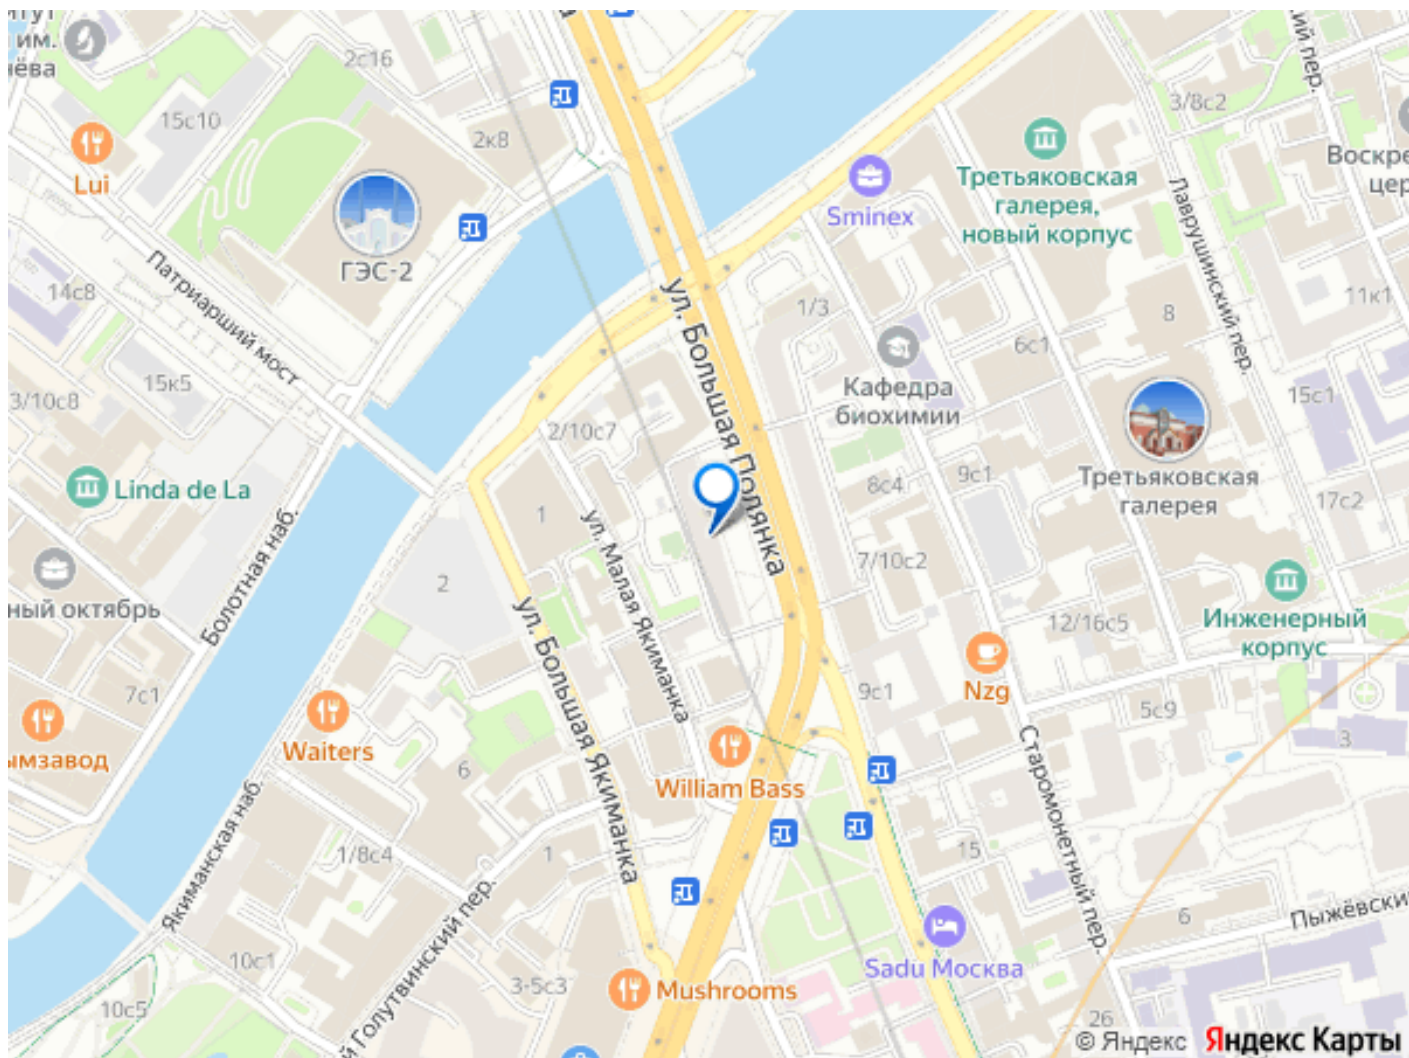 им.
нёва
2с16
15с10
2к8
Lui
ГЭС-2
Sminex
Третьяковская
галерея,
новый корпус
3/8с2
Воскре
цер
кий пер.
Лаврушинский пер.
14с8
Патриарший мост
ул. Большая Полянка
1/3
8
11к1
6с1
15к5
3/10с8
Кафедра
биохимии
15с1
2/10с7
Linda de La
1
8с4
9с1
Третьяковская
галерея
17с2
ул. Малая Якиманка
Болотная наб.
2
7/10с2
ный октябрь
ул. Большая Якиманка
12/16с5
Инженерный
корпус
7с1
Waiters
9с1
Nzg
5с9
3
ымзавод
6
William Bass
Старомонетный пер.
Якиманская наб.
1/8с4
1
15
6
Пыжёвски
й Голутвинский пер.
10с1
Sadu Москва
10с5
3-5с3
Mushrooms
26
© Яндекс Яндекс Карты